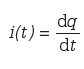 i(t) = dq/dt